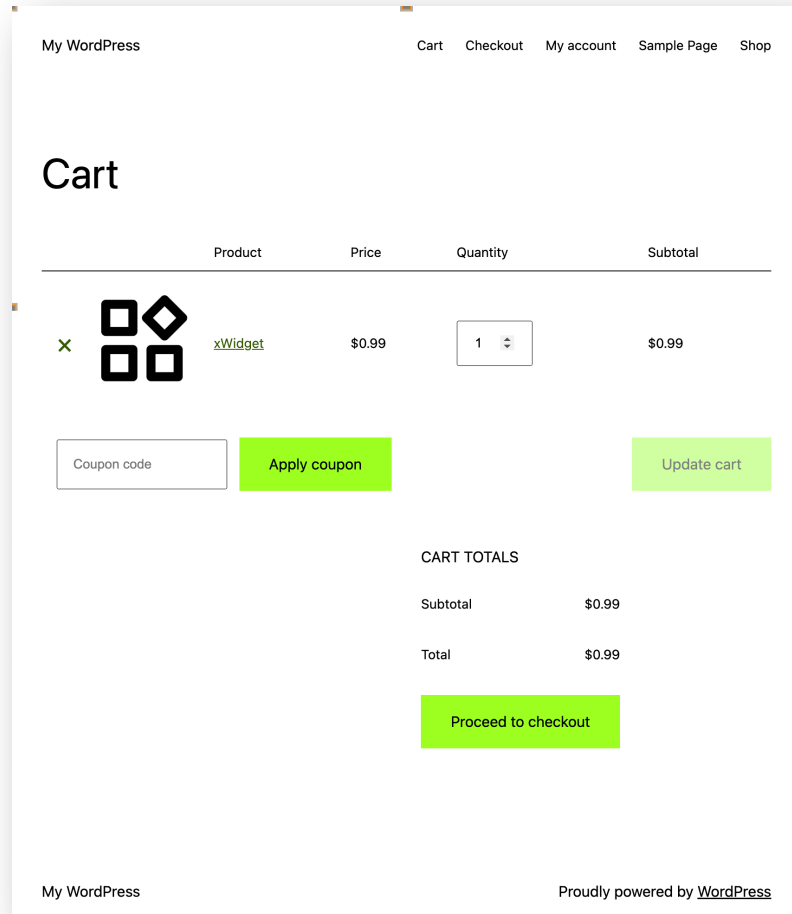 My WordPress
Cart Checkout My account Sample Page Shop
Cart
Product Price Quantity Subtotal
xWidget $0.99 1 $0.99
Coupon code Apply coupon Update cart
CART TOTALS
Subtotal $0.99
Total $0.99
Proceed to checkout
My WordPress
Proudly powered by WordPress